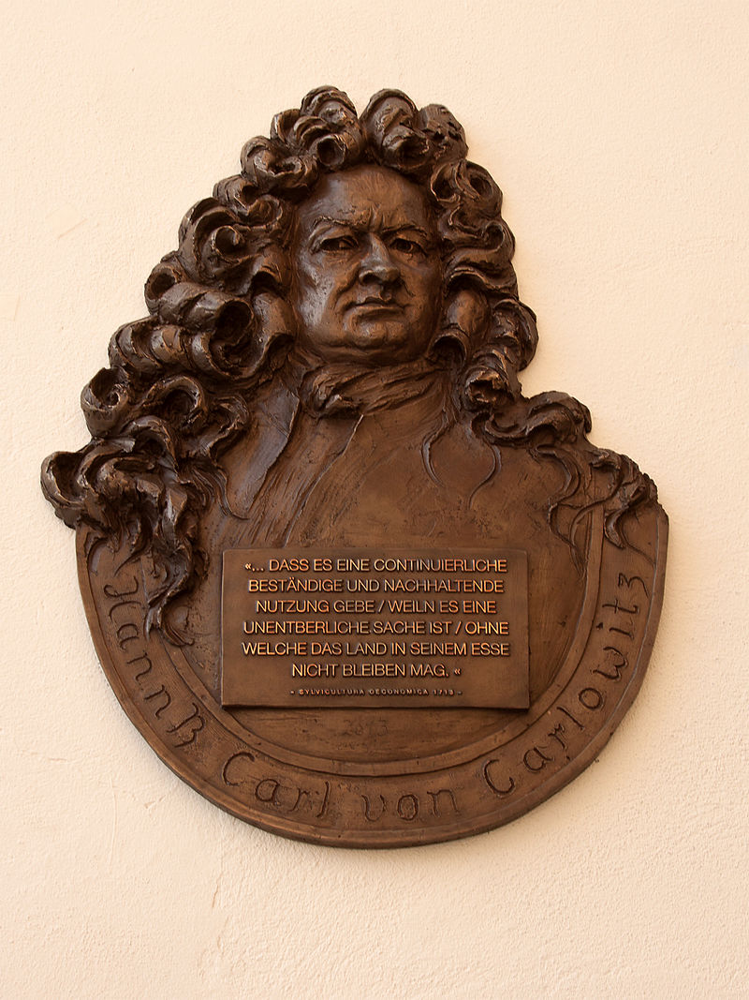 «... DASS ES EINE CONTINUIERLICHE
BESTÄNDIGE UND NACHHALTENDE
NUTZUNG GEBE / WEILN ES EINE
UNENTBERLICHE SACHE IST / OHNE
WELCHE DAS LAND IN SEINEM ESSE
NICHT BLEIBEN MAG. «
- SYLVICULTURA OECONOMICA 1713 -
2013
Hannß Carl von Carlowitz